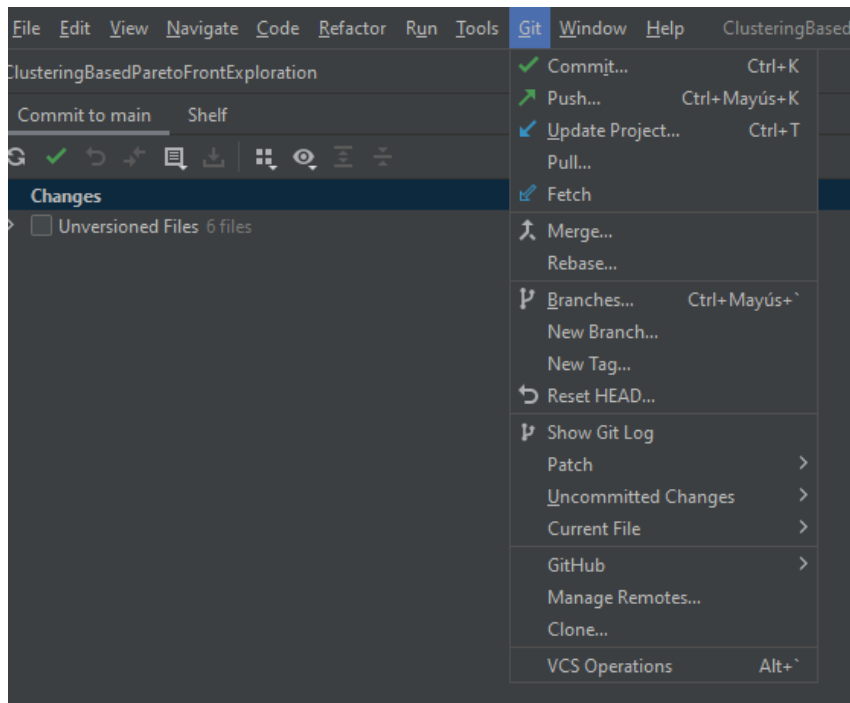 File Edit View Navigate Code Refactor Run Tools Git Window Help ClusteringBased
ClusteringBasedParetoFrontExploration
Commit to main Shelf
Changes
Unversioned Files 6 files
Commit... Ctrl+K
Push... Ctrl+Mayús+K
Update Project... Ctrl+T
Pull...
Fetch
Merge...
Rebase...
Branches... Ctrl+Mayús+`
New Branch...
New Tag...
Reset HEAD...
Show Git Log
Patch
Uncommitted Changes
Current File
GitHub
Manage Remotes...
Clone...
VCS Operations Alt+`